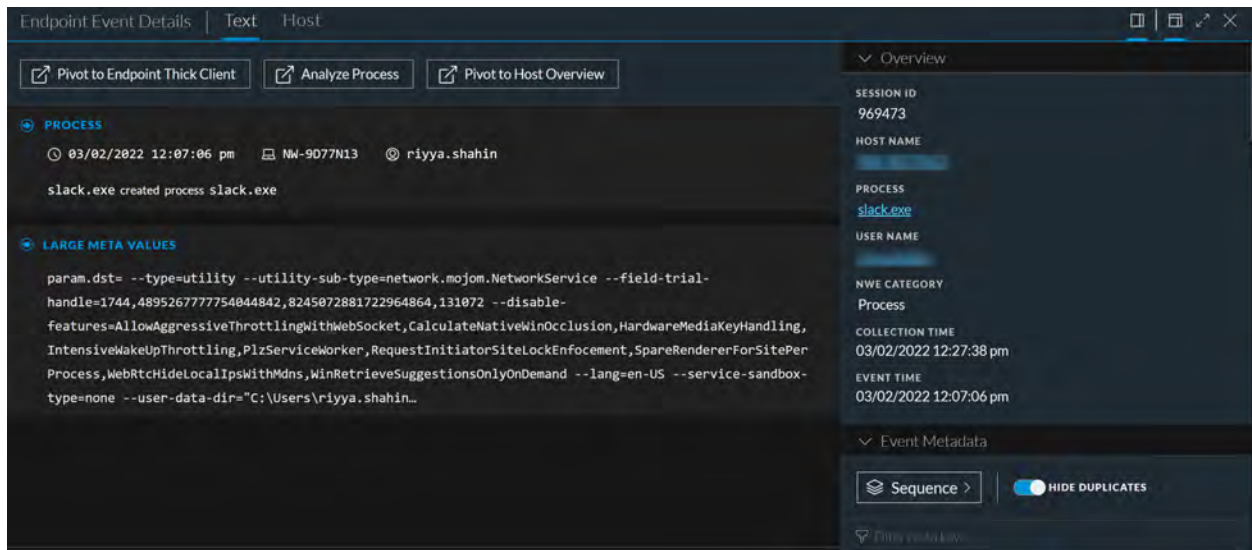 Endpoint Event Details Text Host
Pivot to Endpoint Thick Client Analyze Process Pivot to Host Overview
PROCESS
03/02/2022 12:07:06 pm NW-9D77N13 riyya.shahin
slack.exe created process slack.exe
LARGE META VALUES
param.dst= --type=utility --utility-sub-type=network.mojom.NetworkService --field-trial-
handle=1744,4895267777754044842,8245072881722964864,131072 --disable-
features=AllowAggressiveThrottlingWithWebSocket,CalculateNativeWinOcclusion,HardwareMediaKeyHandling,
IntensiveWakeUpThrottling,PlzServiceWorker,RequestInitiatorSiteLockEnfocement,SpareRendererForSitePer
Process,WebRtcHideLocalIpsWithMdns,WinRetrieveSuggestionsOnlyOnDemand --lang=en-US --service-sandbox-
type=none --user-data-dir="C:\Users\riyya.shahin…
Overview
SESSION ID
969473
HOST NAME
PROCESS
slack.exe
USER NAME
NWE CATEGORY
Process
COLLECTION TIME
03/02/2022 12:27:38 pm
EVENT TIME
03/02/2022 12:07:06 pm
Event Metadata
Sequence HIDE DUPLICATES